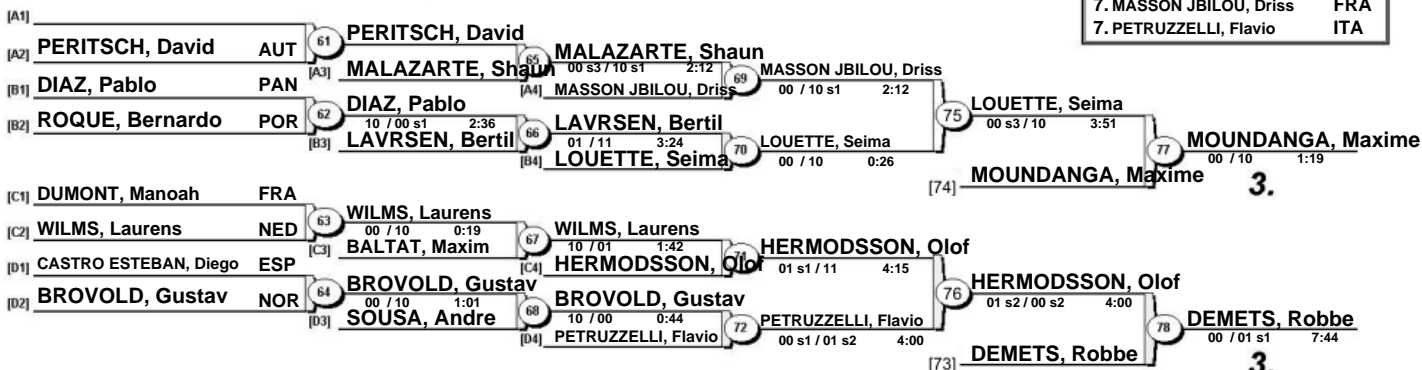 7. MASSON JBILOU, Driss FRA
7. PETRUZZELLI, Flavio ITA
[A1]
[A2] PERITSCH, David AUT
61 PERITSCH, David
[A3] MALAZARTE, Shaun
65 MALAZARTE, Shaun
00 s3 / 10 s1 2:12
[A4] MASSON JBILOU, Driss
69 MASSON JBILOU, Driss
00 / 10 s1 2:12
[B1] DIAZ, Pablo PAN
[B2] ROQUE, Bernardo POR
62 DIAZ, Pablo
10 / 00 s1 2:36
[B3] LAVRSEN, Bertil
66 LAVRSEN, Bertil
01 / 11 3:24
[B4] LOUETTE, Seima
70 LOUETTE, Seima
00 / 10 0:26
75 LOUETTE, Seima
00 s3 / 10 3:51
[74] MOUNDANGA, Maxime
77 MOUNDANGA, Maxime
00 / 10 1:19
3.
[C1] DUMONT, Manoah FRA
[C2] WILMS, Laurens NED
63 WILMS, Laurens
00 / 10 0:19
[C3] BALTAT, Maxim
67 WILMS, Laurens
10 / 01 1:42
[C4] HERMODSSON, Olof
71 HERMODSSON, Olof
01 s1 / 11 4:15
[D1] CASTRO ESTEBAN, Diego ESP
[D2] BROVOLD, Gustav NOR
64 BROVOLD, Gustav
00 / 10 1:01
[D3] SOUSA, Andre
68 BROVOLD, Gustav
10 / 00 0:44
[D4] PETRUZZELLI, Flavio
72 PETRUZZELLI, Flavio
00 s1 / 01 s2 4:00
76 HERMODSSON, Olof
01 s2 / 00 s2 4:00
[73] DEMETS, Robbe
78 DEMETS, Robbe
00 / 01 s1 7:44
3.